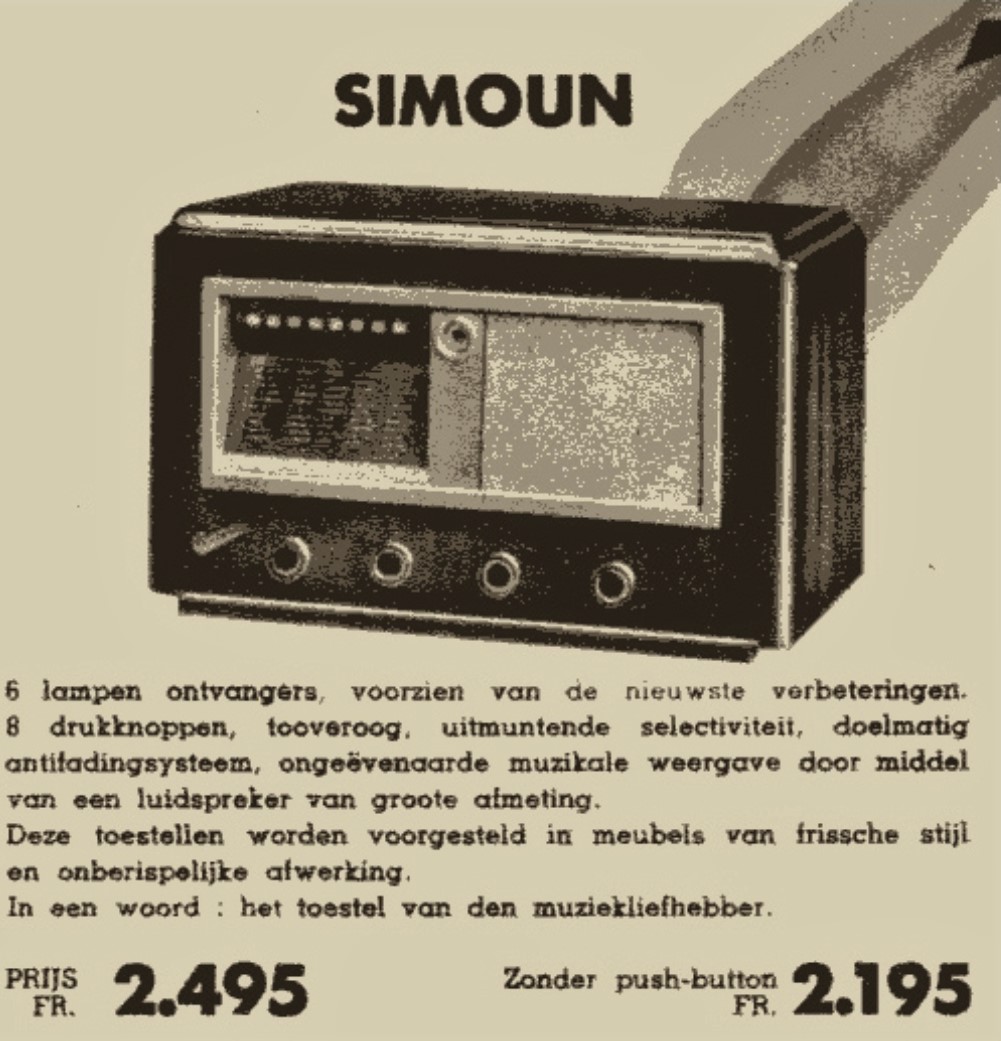 SIMOUN
6 lampen ontvangers, voorzien van de nieuwste verbeteringen.
8 drukknoppen, tooveroog, uitmuntende selectiviteit, doelmatig
antifadingsysteem, ongeëvenaarde muzikale weergave door middel
van een luidspreker van groote afmeting.
Deze toestellen worden voorgesteld in meubels van frissche stijl
en onberispelijke afwerking.
In een woord : het toestel van den muziekliefhebber.
PRIJS FR. 2.495
Zonder push-button FR. 2.195